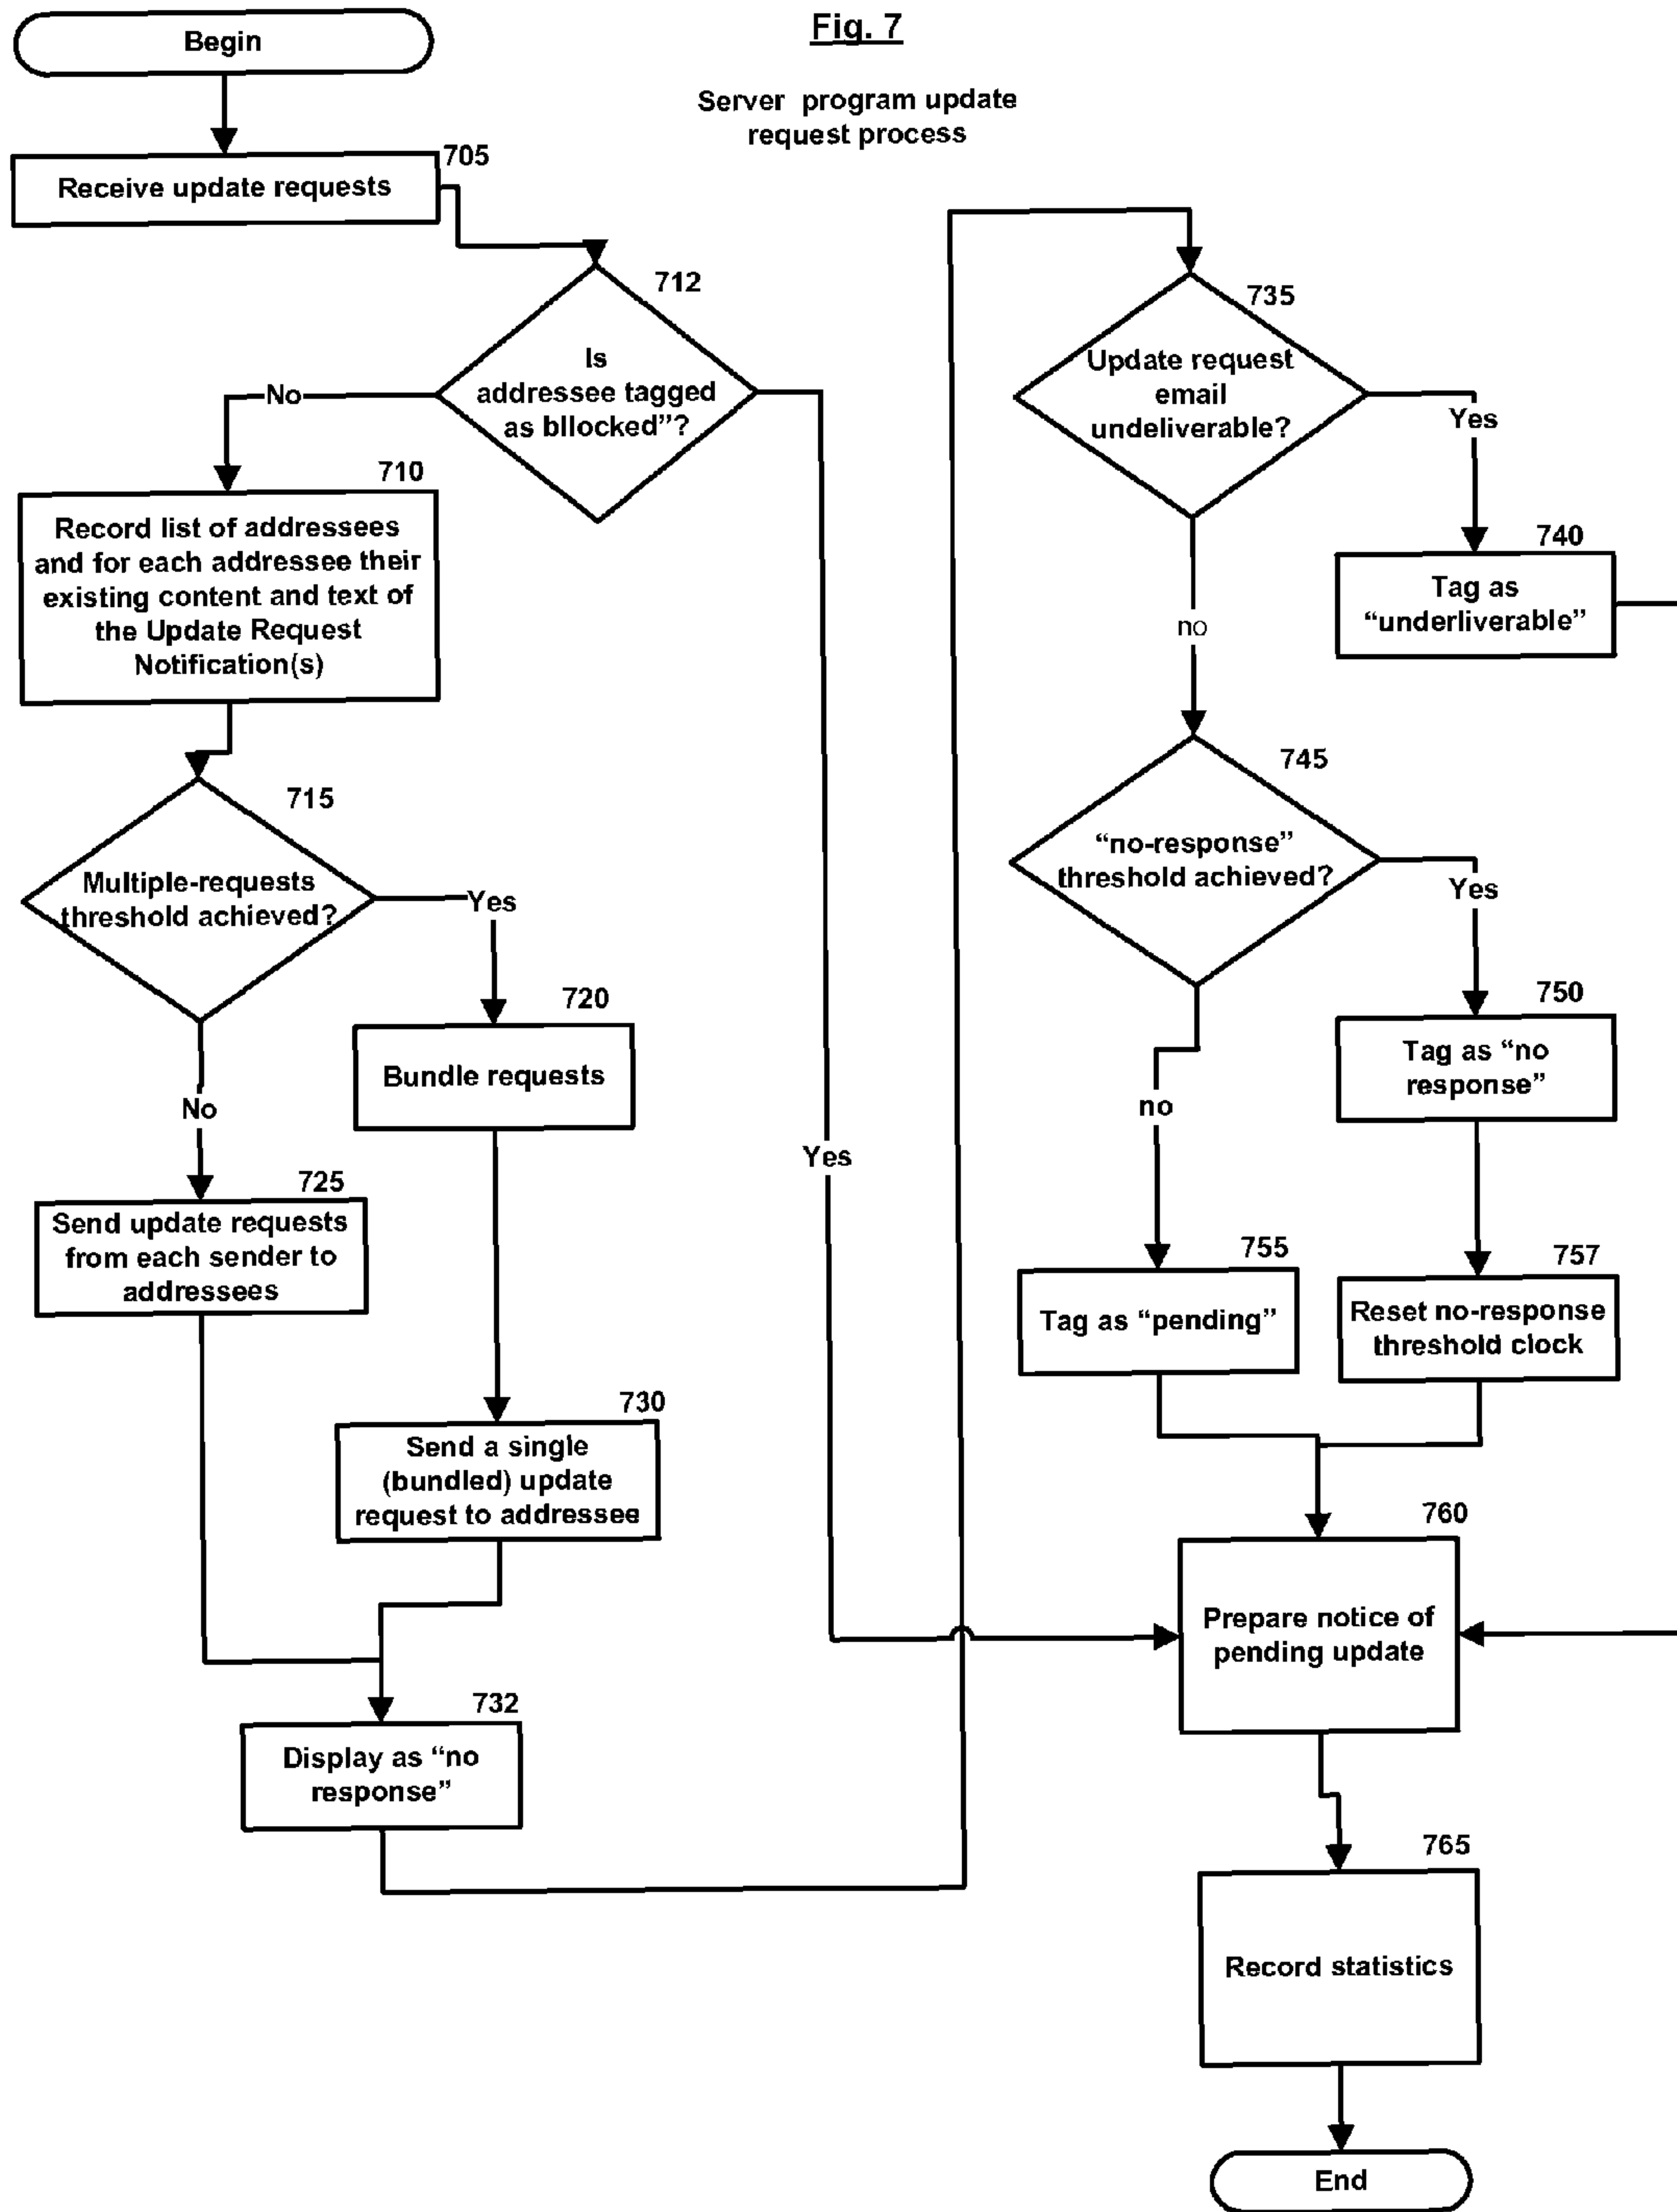 Fig. 7
Server program update
request process
Begin
705
Receive update requests
712
Is
addressee tagged
as bllocked”?
No
Yes
710
Record list of addressees
and for each addressee their
existing content and text of
the Update Request
Notification(s)
715
Multiple-requests
threshold achieved?
Yes
No
720
Bundle requests
725
Send update requests
from each sender to
addressees
730
Send a single
(bundled) update
request to addressee
732
Display as “no
response”
735
Update request
email
undeliverable?
Yes
no
740
Tag as
“underliverable”
745
“no-response”
threshold achieved?
Yes
no
750
Tag as “no
response”
755
Tag as “pending”
757
Reset no-response
threshold clock
760
Prepare notice of
pending update
765
Record statistics
End